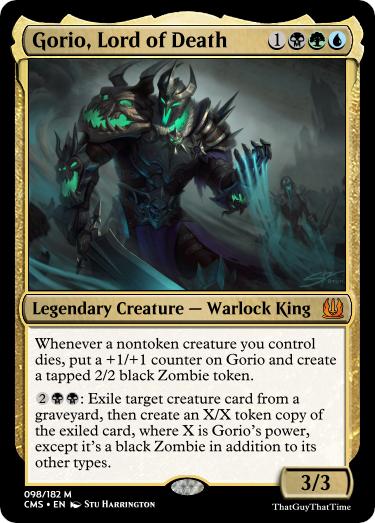 Gorio, Lord of Death 1
Legendary Creature — Warlock King
Whenever a nontoken creature you control
dies, put a +1/+1 counter on Gorio and create
a tapped 2/2 black Zombie token.
2: Exile target creature card from a
graveyard, then create an X/X token copy of
the exiled card, where X is Gorio's power,
except it's a black Zombie in addition to its
other types.
3/3
098/182 M
CMS • EN Stu Harrington
ThatGuyThatTime